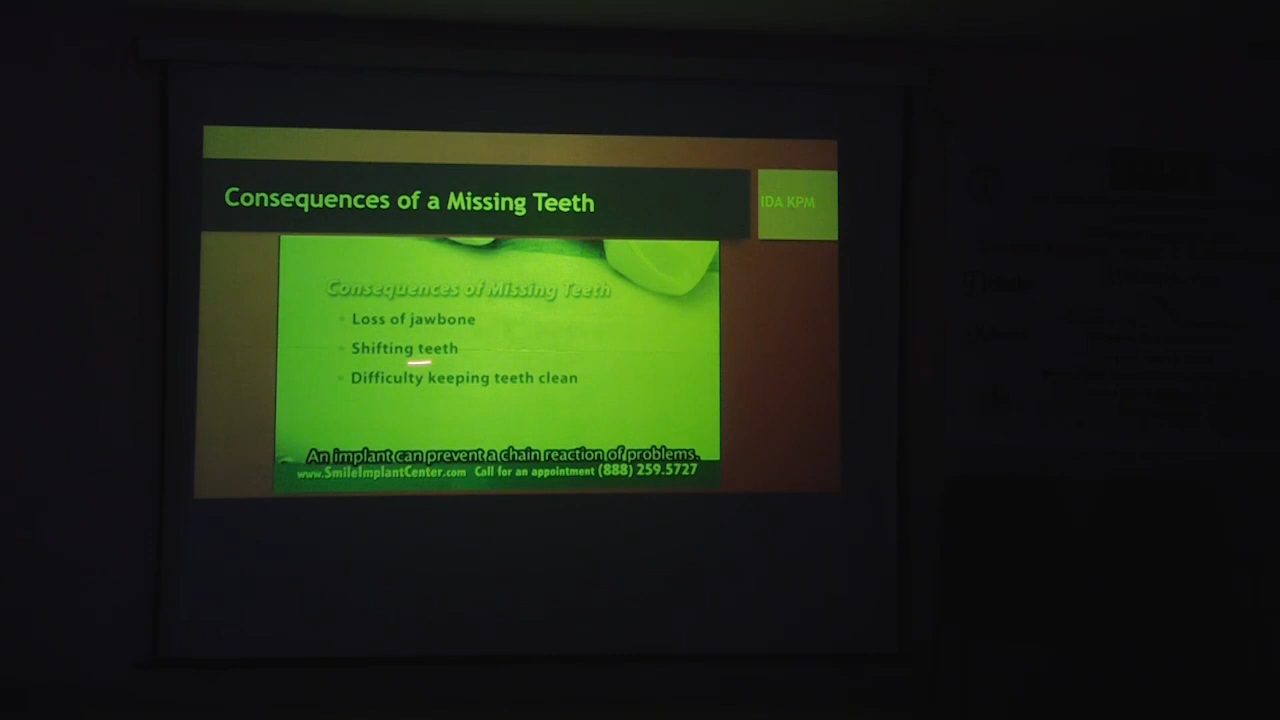 Consequences of a Missing Teeth
IDA KPM
Consequences of Missing Teeth
Loss of jawbone
Shifting teeth
Difficulty keeping teeth clean
An implant can prevent a chain reaction of problems.
www.SmileImplantCenter.com Call for an appointment (888) 259.5727